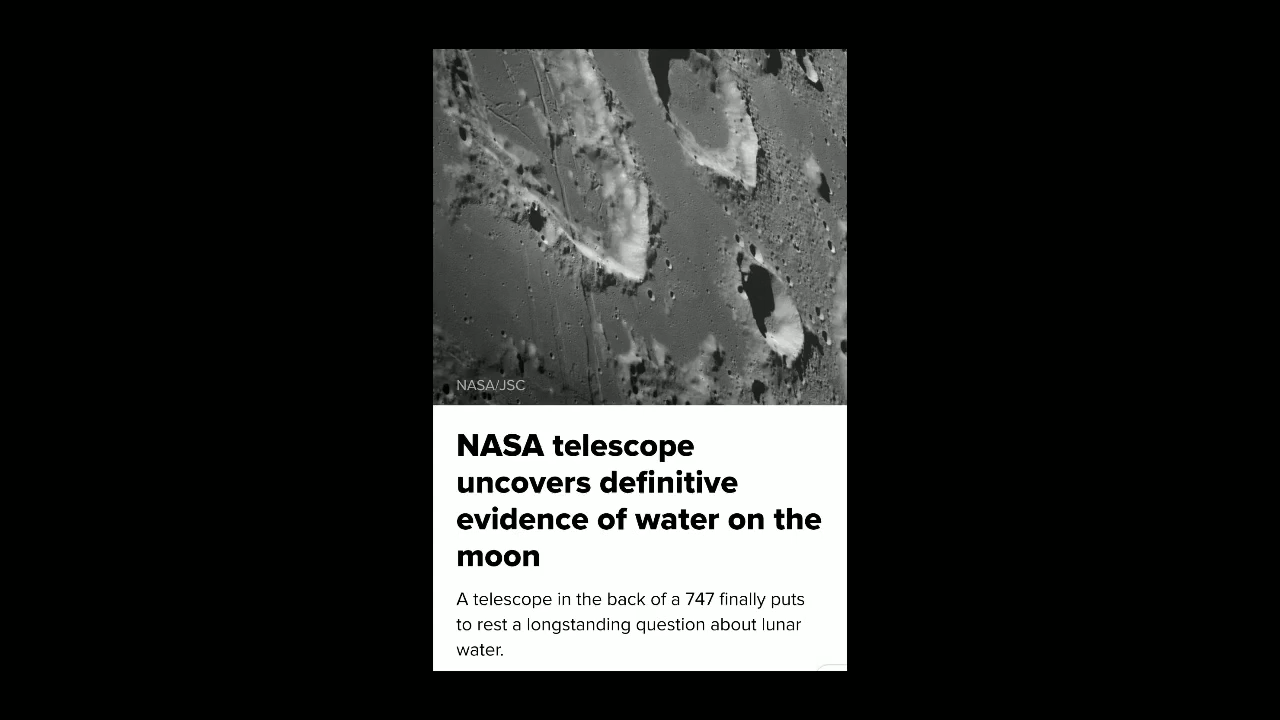 NASA/JSC
NASA telescope
uncovers definitive
evidence of water on the
moon
A telescope in the back of a 747 finally puts
to rest a longstanding question about lunar
water.